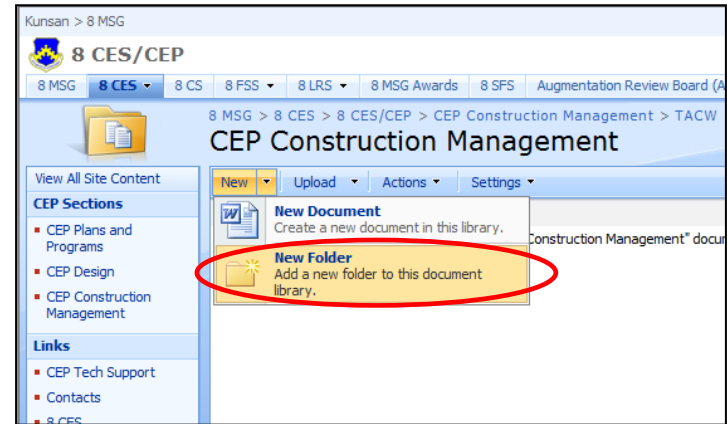 Kunsan > 8 MSG
8 CES/CEP
8 MSG 8 CES 8 CS 8 FSS 8 LRS 8 MSG Awards 8 SFS Augmentation Review Board (A
8 MSG > 8 CES > 8 CES/CEP > CEP Construction Management > TACW
CEP Construction Management
View All Site Content
New Upload Actions Settings
CEP Sections
CEP Plans and
Programs
CEP Design
CEP Construction
Management
Links
CEP Tech Support
Contacts
8 CES
New Document
Create a new document in this library.
Construction Management" docur
New Folder
Add a new folder to this document
library.